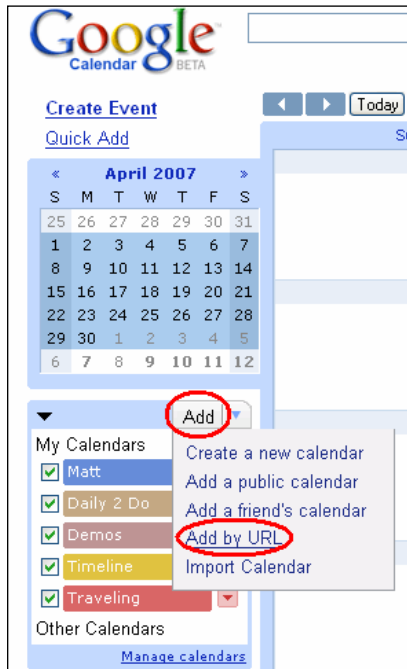 Google
Calendar BETA
Create Event
Today
Quick Add
« April 2007 »
S M T W T F S
25 26 27 28 29 30 31
1 2 3 4 5 6 7
8 9 10 11 12 13 14
15 16 17 18 19 20 21
22 23 24 25 26 27 28
29 30 1 2 3 4 5
6 7 8 9 10 11 12
Add
My Calendars
Matt
Daily 2 Do
Demos
Timeline
Traveling
Create a new calendar
Add a public calendar
Add a friend's calendar
Add by URL
Import Calendar
Other Calendars
Manage calendars